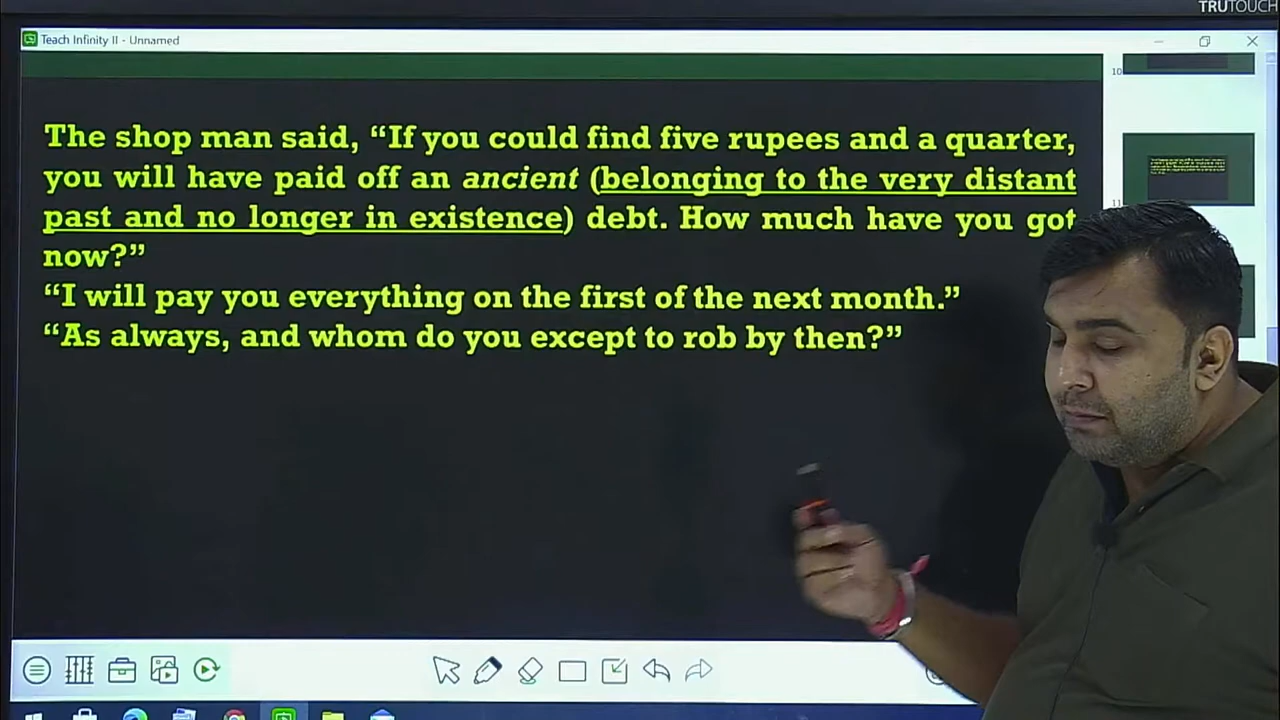 TRUTOUCH
Teach Infinity II - Unnamed
The shop man said, “If you could find five rupees and a quarter,
you will have paid off an ancient (belonging to the very distant
past and no longer in existence) debt. How much have you got
now?”
“I will pay you everything on the first of the next month.”
“As always, and whom do you except to rob by then?”
10
11